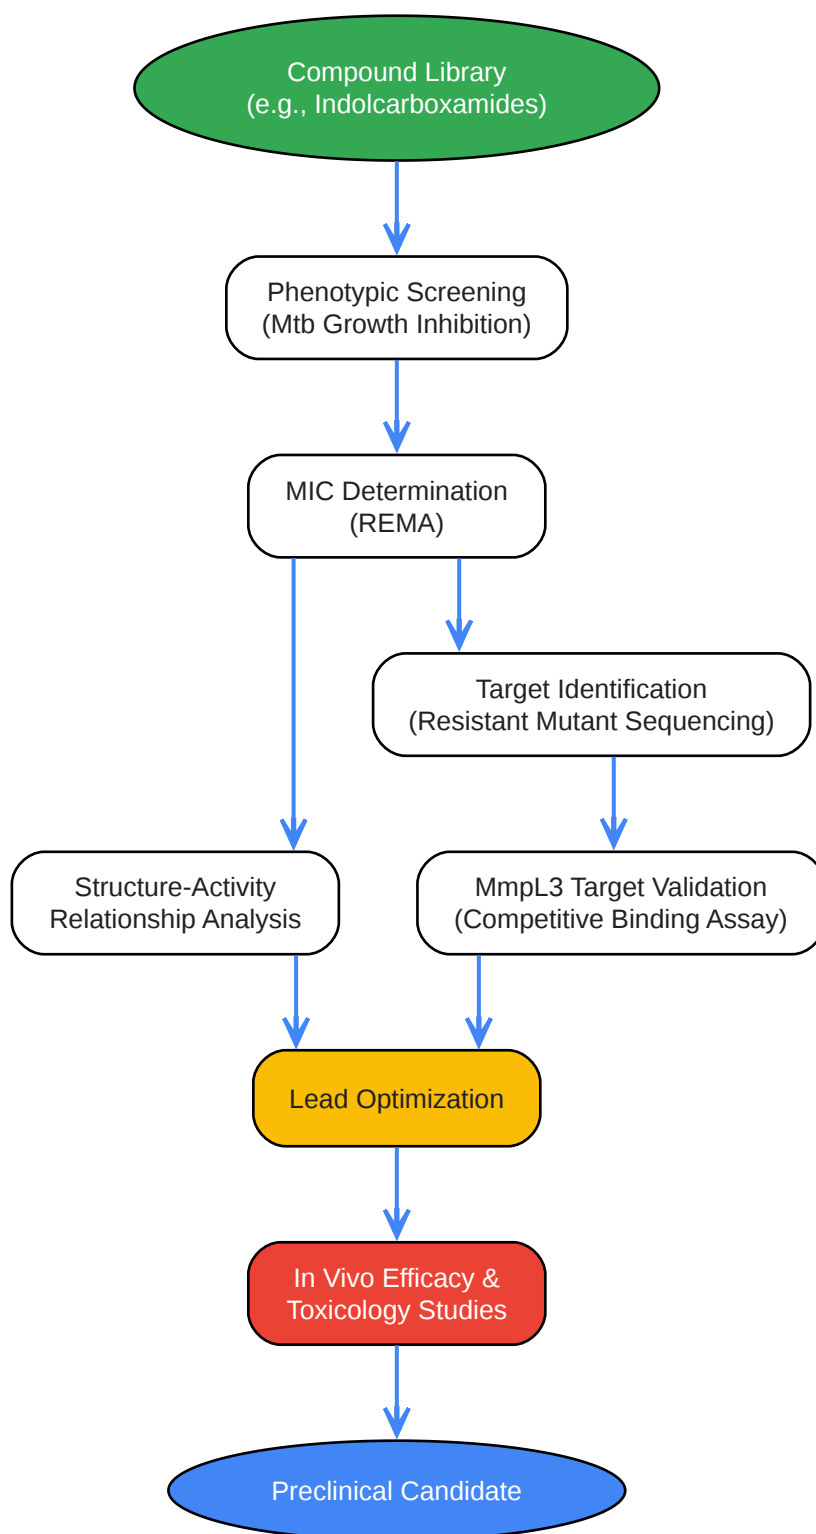 Compound Library
(e.g., Indolcarboxamides)
Phenotypic Screening
(Mtb Growth Inhibition)
MIC Determination
(REMA)
Target Identification
(Resistant Mutant Sequencing)
Structure-Activity
Relationship Analysis
MmpL3 Target Validation
(Competitive Binding Assay)
Lead Optimization
In Vivo Efficacy &
Toxicology Studies
Preclinical Candidate